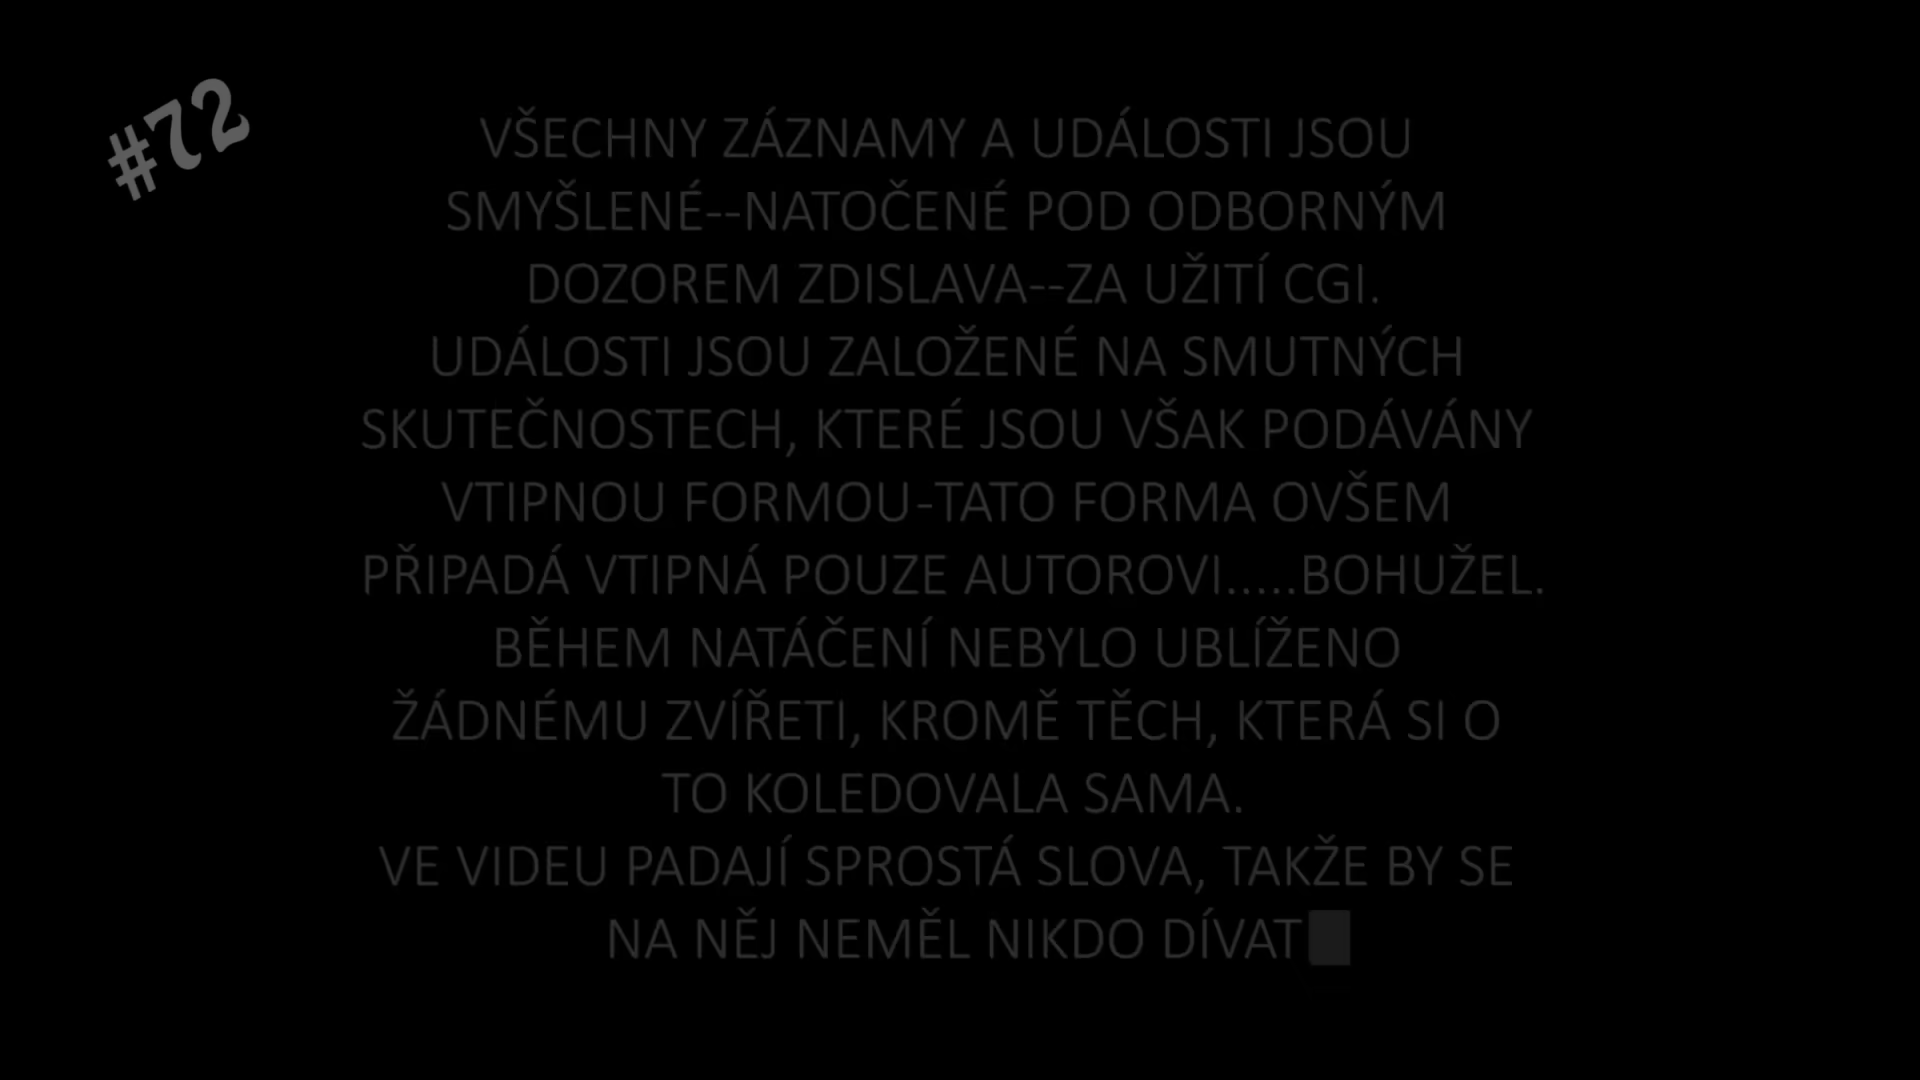 #72
VŠECHNY ZÁZNAMY A UDÁLOSTI JSOU
SMYŠLENÉ--NATOČENÉ POD ODBORNÝM
DOZOREM ZDISLAVA--ZA UŽITÍ CGI.
UDÁLOSTI JSOU ZALOŽENÉ NA SMUTNÝCH
SKUTEČNOSTECH, KTERÉ JSOU VŠAK PODÁVÁNY
VTIPNOU FORMOU-TATO FORMA OVŠEM
PŘIPADÁ VTIPNÁ POUZE AUTOROVI.....BOHUŽEL.
BĚHEM NATÁČENÍ NEBYLO UBLÍŽENO
ŽÁDNÉMU ZVÍŘETI, KROMĚ TĚCH, KTERÁ SI O
TO KOLEDOVALA SAMA.
VE VIDEU PADAJÍ SPROSTÁ SLOVA, TAKŽE BY SE
NA NĚJ NEMĚL NIKDO DÍVAT